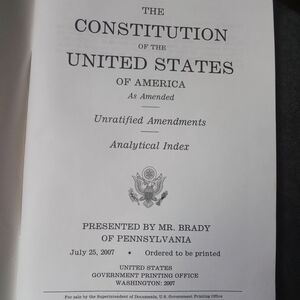 THE
CONSTITUTION
OF THE
UNITED STATES
OF AMERICA
As Amended
Unratified Amendments
Analytical Index
PRESENTED BY MR. BRADY
OF PENNSYLVANIA
July 25, 2007 • Ordered to be printed
UNITED STATES
GOVERNMENT PRINTING OFFICE
WASHINGTON: 2007
For sale by the Superintendent of Documents, U.S. Government Printing Office